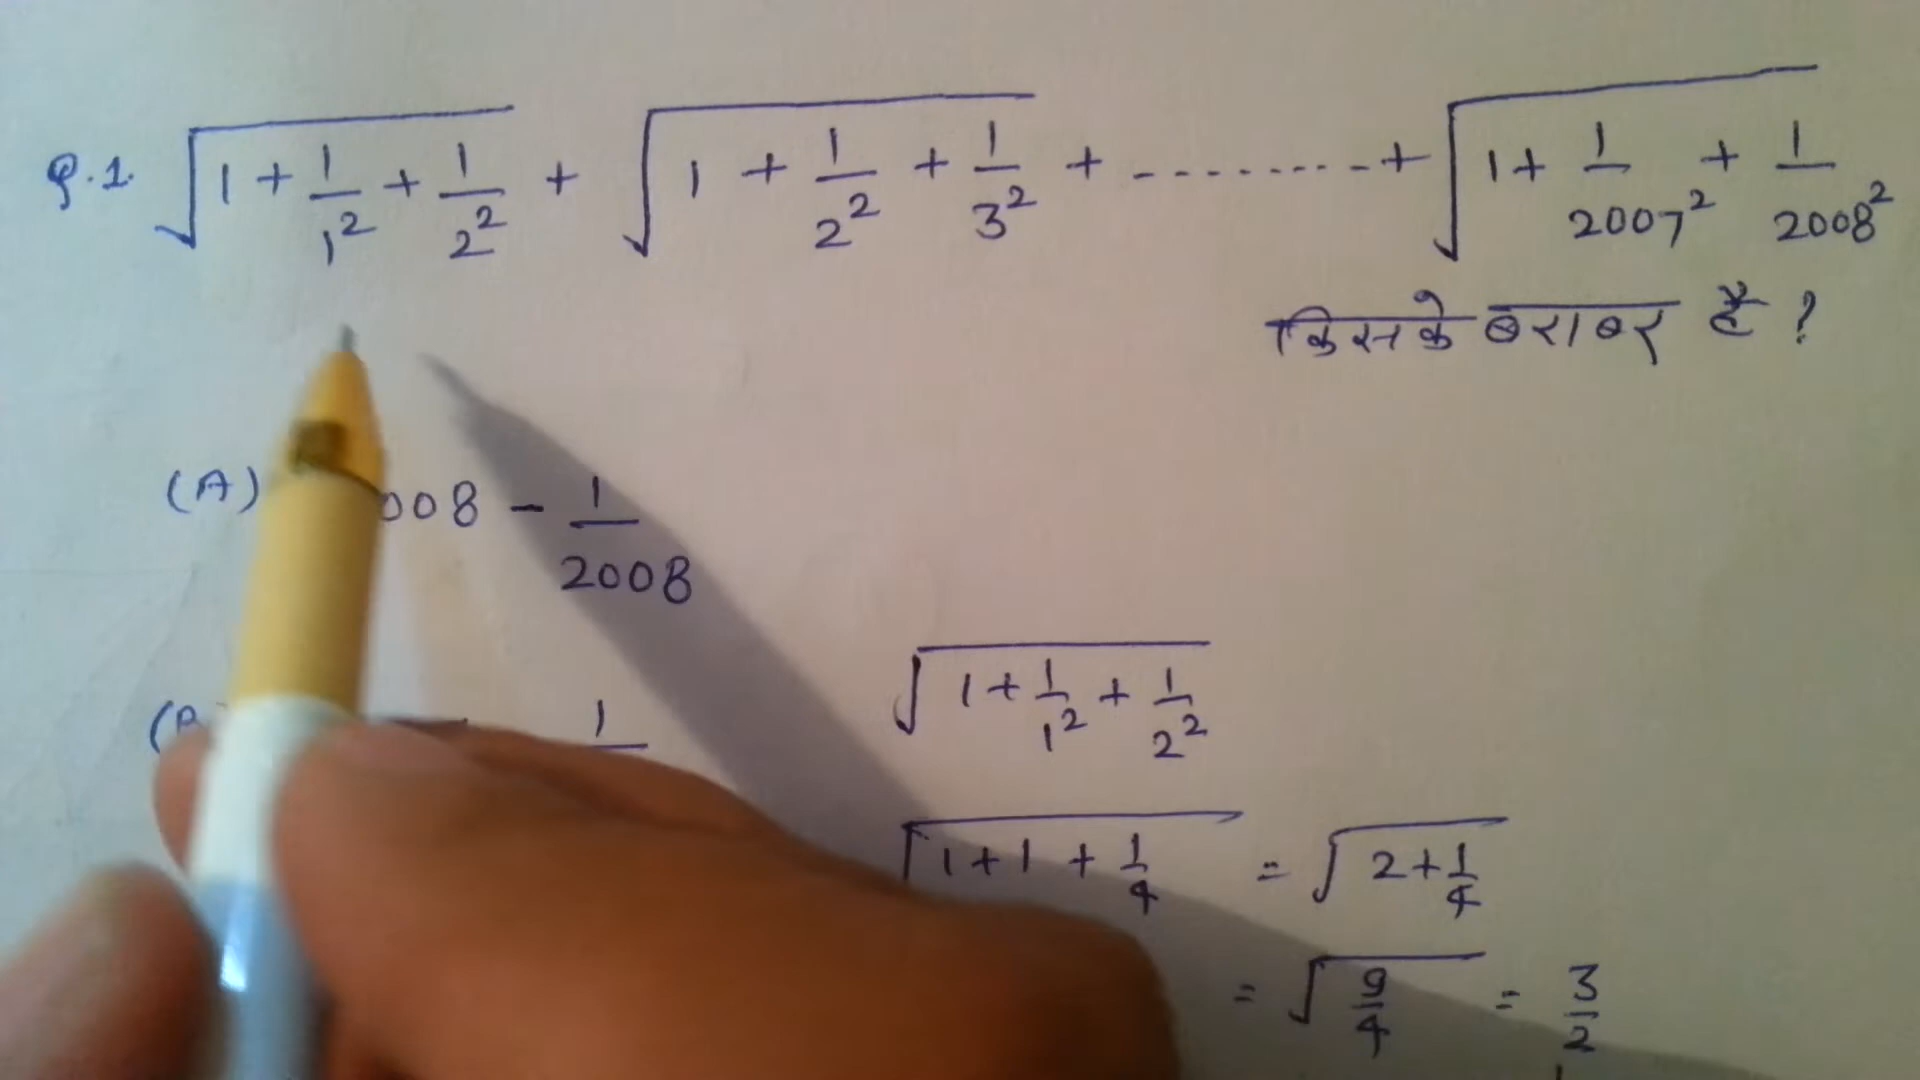 Q.1. √(1 + 1/1² + 1/2²) + √(1 + 1/2² + 1/3²) + -------- + √(1 + 1/2007² + 1/2008²)
किसके बराबर है ?
(A) 008 - 1/2008
√(1 + 1/1² + 1/2²)
(B 1
√(1 + 1 + 1/4) = √(2 + 1/4)
= √(9/4) = 3/2